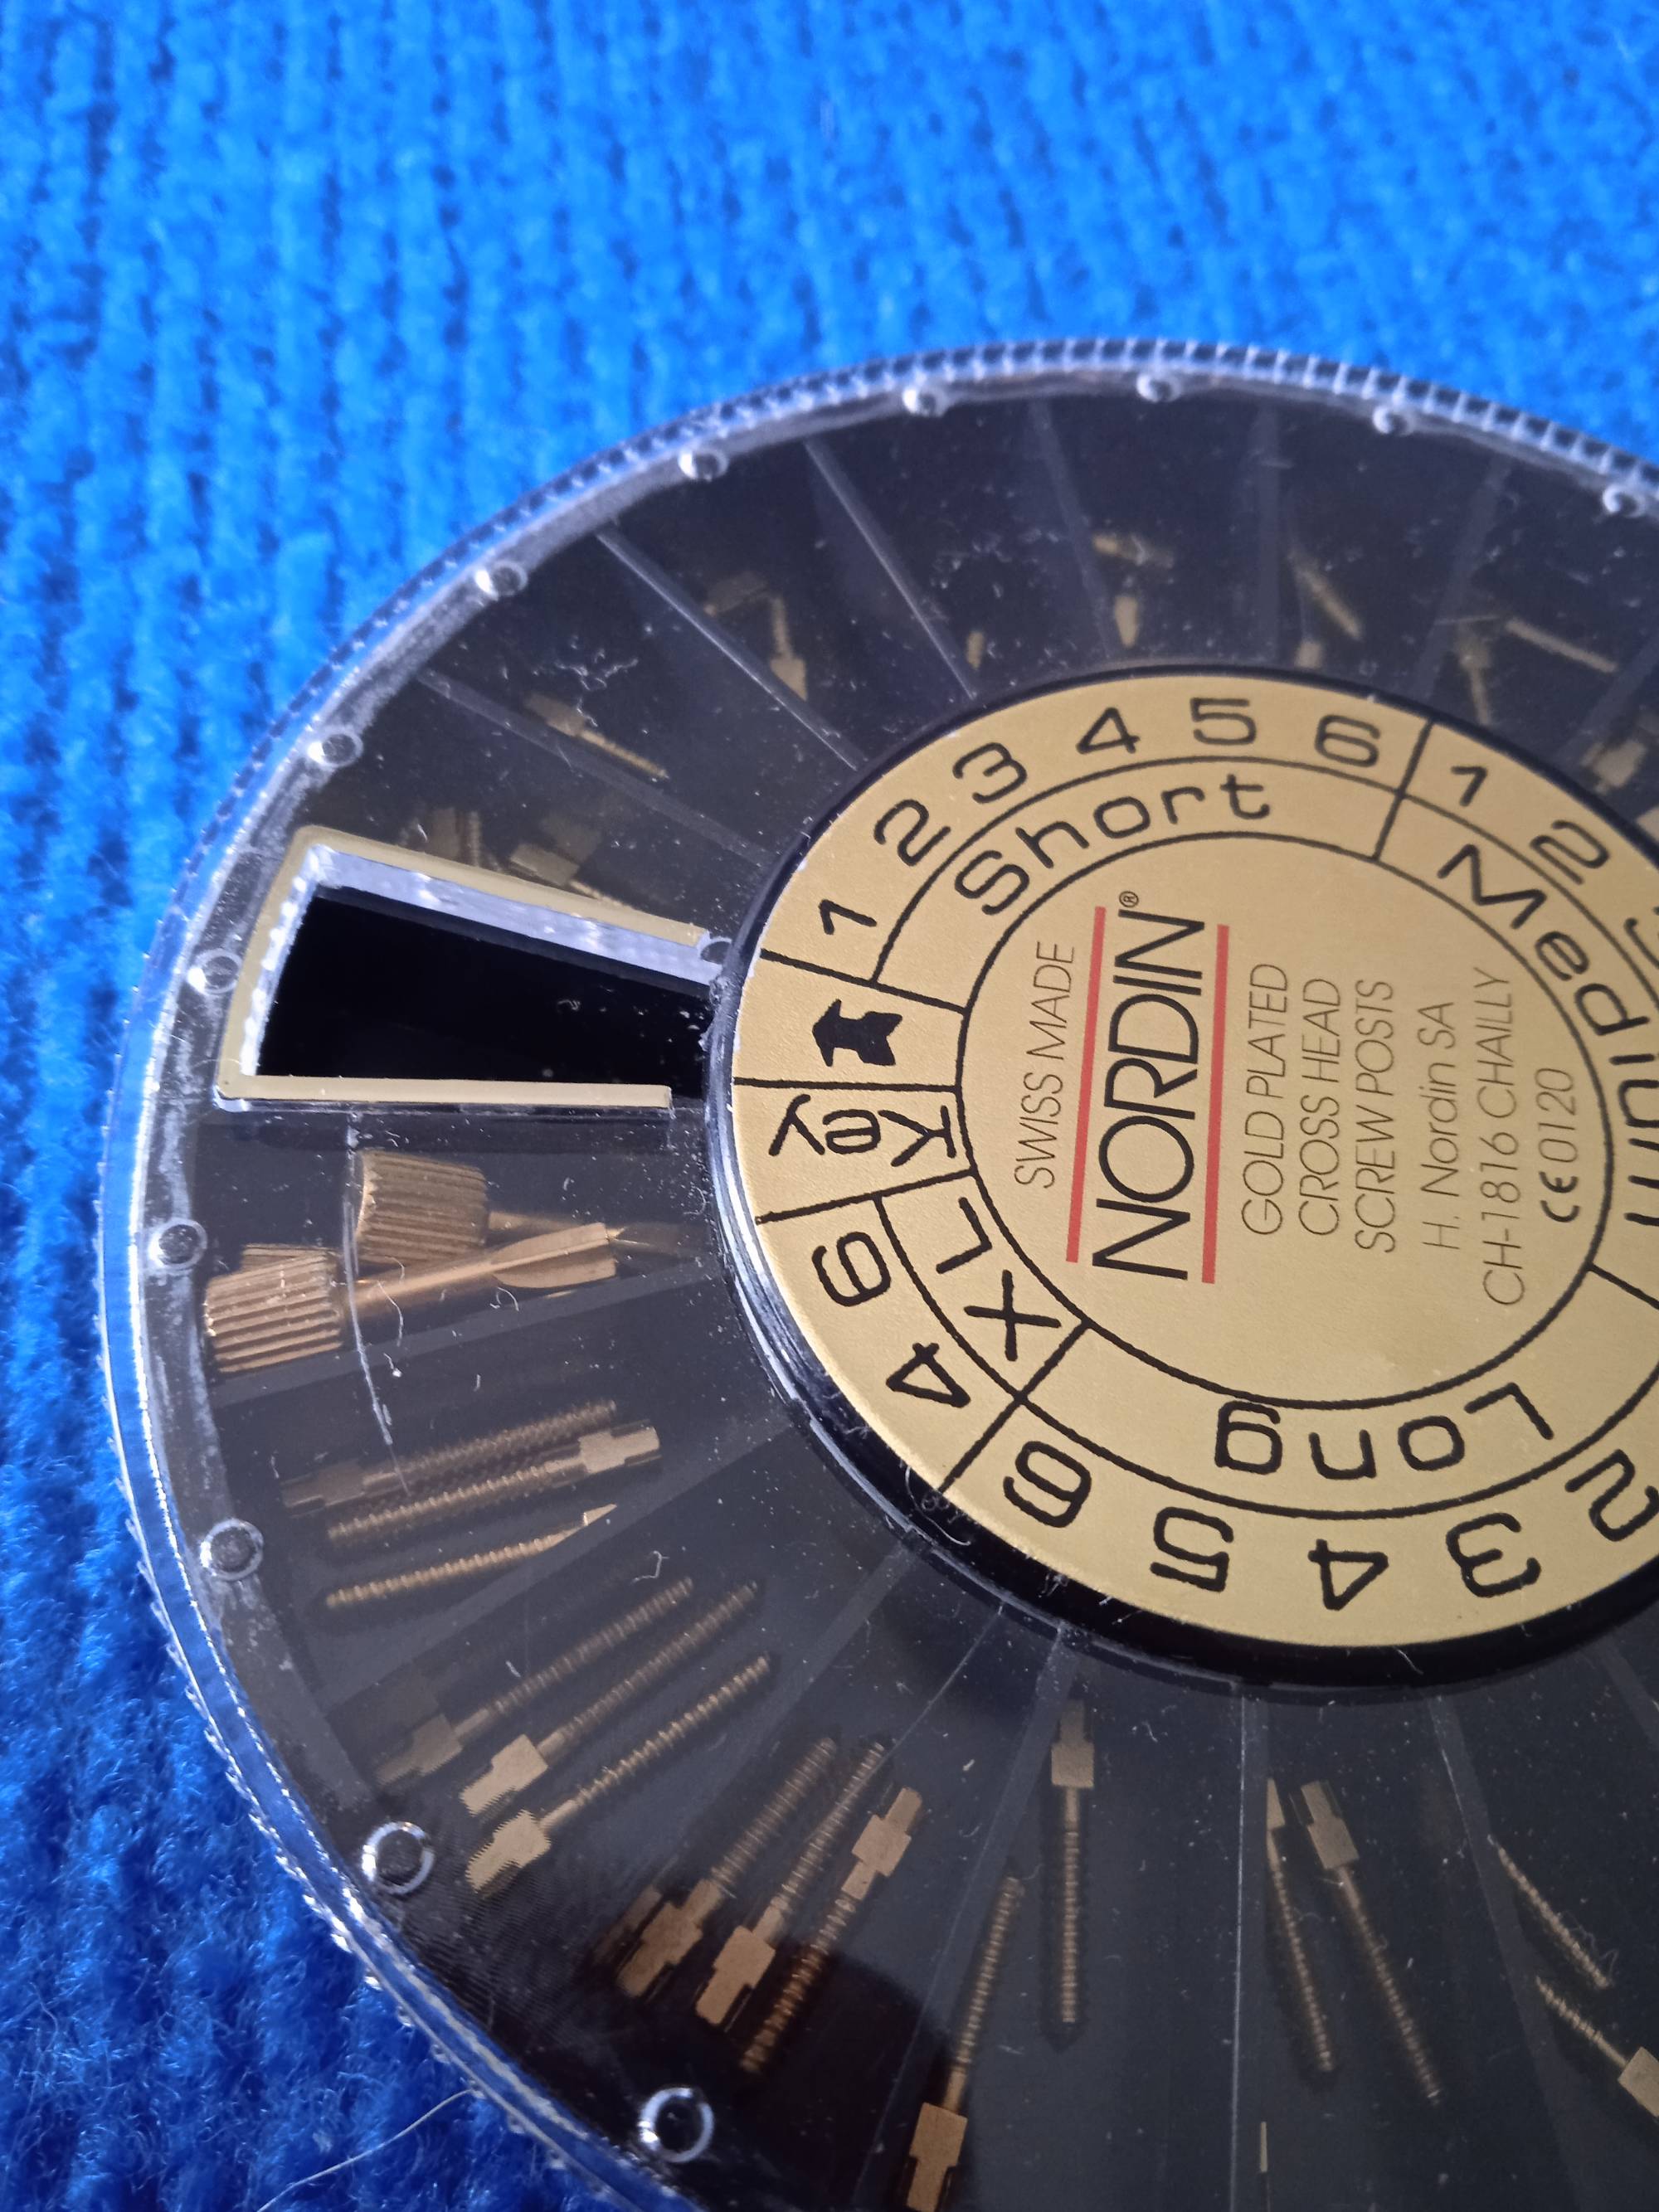 SWISS MADE
NORDIN®
GOLD PLATED
CROSS HEAD
SCREW POSTS
H. Nordin SA
CH-1816 CHAILLY
CE 0120
1 2 3 4 5 6
Short
1 2 3
Medium
2 3 4 5 6
Long
4 6
XL
Key